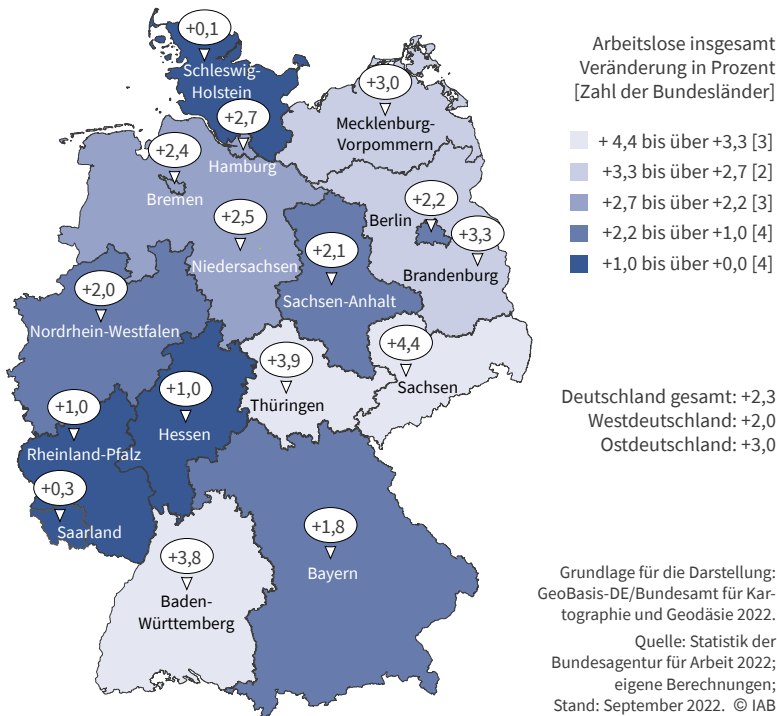 +0,1
Schleswig-
Holstein
+3,0
Mecklenburg-
Vorpommern
+2,7
Hamburg
+2,4
Bremen
+2,2
Berlin
+2,5
Niedersachsen
+3,3
Brandenburg
+2,1
Sachsen-Anhalt
+2,0
Nordrhein-Westfalen
+4,4
Sachsen
+3,9
Thüringen
+1,0
Hessen
+1,0
Rheinland-Pfalz
+0,3
Saarland
+1,8
Bayern
+3,8
Baden-
Württemberg
Arbeitslose insgesamt
Veränderung in Prozent
[Zahl der Bundesländer]
+ 4,4 bis über +3,3 [3]
+3,3 bis über +2,7 [2]
+2,7 bis über +2,2 [3]
+2,2 bis über +1,0 [4]
+1,0 bis über +0,0 [4]
Deutschland gesamt: +2,3
Westdeutschland: +2,0
Ostdeutschland: +3,0
Grundlage für die Darstellung:
GeoBasis-DE/Bundesamt für Kar-
tographie und Geodäsie 2022.
Quelle: Statistik der
Bundesagentur für Arbeit 2022;
eigene Berechnungen;
Stand: September 2022. © IAB